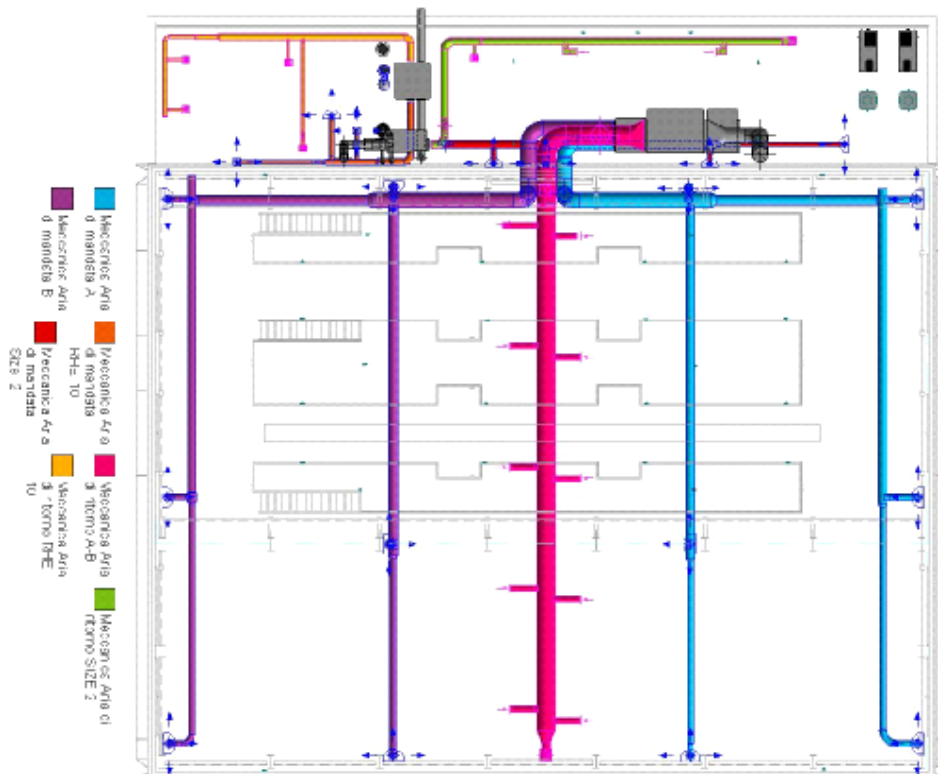 Meccanica Aria
di mandata A
Meccanica Aria
di mandata B
Meccanica Aria
di mandata
RHE 10
Meccanica Aria
di mandata
SIZE 2
Meccanica Aria
di ritorno A-B
Meccanica Aria
di ritorno RHE
10
Meccanica Aria di
ritorno SIZE 2